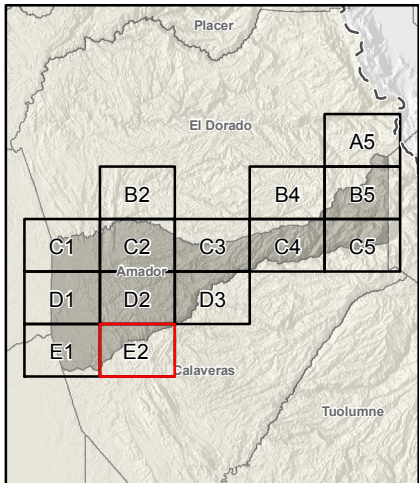 Placer
El Dorado
A5
B2 B4 B5
C1 C2 C3 C4 C5
Amador
D1 D2 D3
E1 E2
Calaveras
Tuolumne